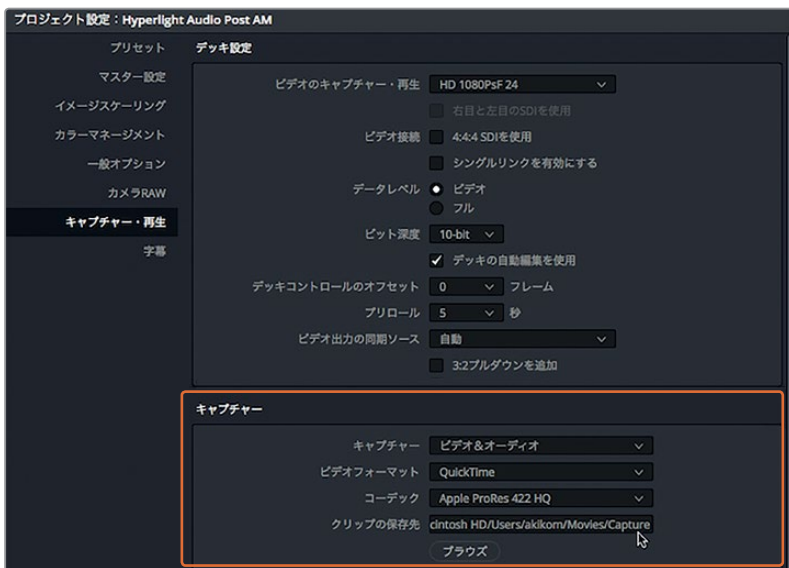 プロジェクト設定：Hyperlight Audio Post AM
プリセット
マスター設定
イメージスケーリング
カラーマネージメント
一般オプション
カメラRAW
キャプチャー・再生
字幕
デッキ設定
ビデオのキャプチャー・再生 HD 1080PsF 24
右目と左目のSDIを使用
ビデオ接続 4:4:4 SDIを使用
シングルリンクを有効にする
データレベル ビデオ
フル
ビット深度 10-bit
デッキの自動編集を使用
デッキコントロールのオフセット 0 フレーム
プリロール 5 秒
ビデオ出力の同期ソース 自動
3:2プルダウンを追加
キャプチャー
キャプチャー ビデオ&オーディオ
ビデオフォーマット QuickTime
コーデック Apple ProRes 422 HQ
クリップの保存先 cintosh HD/Users/akikorn/Movies/Capture
ブラウズ